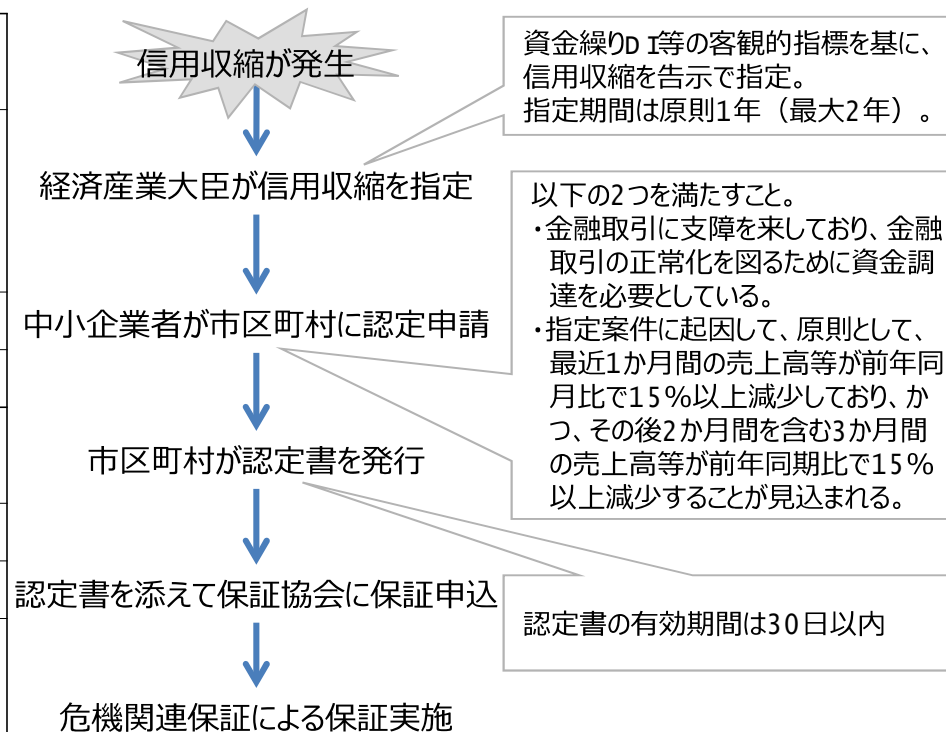 信用収縮が発生
資金繰りDI等の客観的指標を基に、
信用収縮を告示で指定。
指定期間は原則1年（最大2年）。
経済産業大臣が信用収縮を指定
以下の2つを満たすこと。
・金融取引に支障を来しており、金融
取引の正常化を図るために資金調
達を必要としている。
・指定案件に起因して、原則として、
最近1か月間の売上高等が前年同
月比で15％以上減少しており、か
つ、その後2か月間を含む3か月間
の売上高等が前年同期比で15％
以上減少することが見込まれる。
中小企業者が市区町村に認定申請
市区町村が認定書を発行
認定書の有効期間は30日以内
認定書を添えて保証協会に保証申込
危機関連保証による保証実施